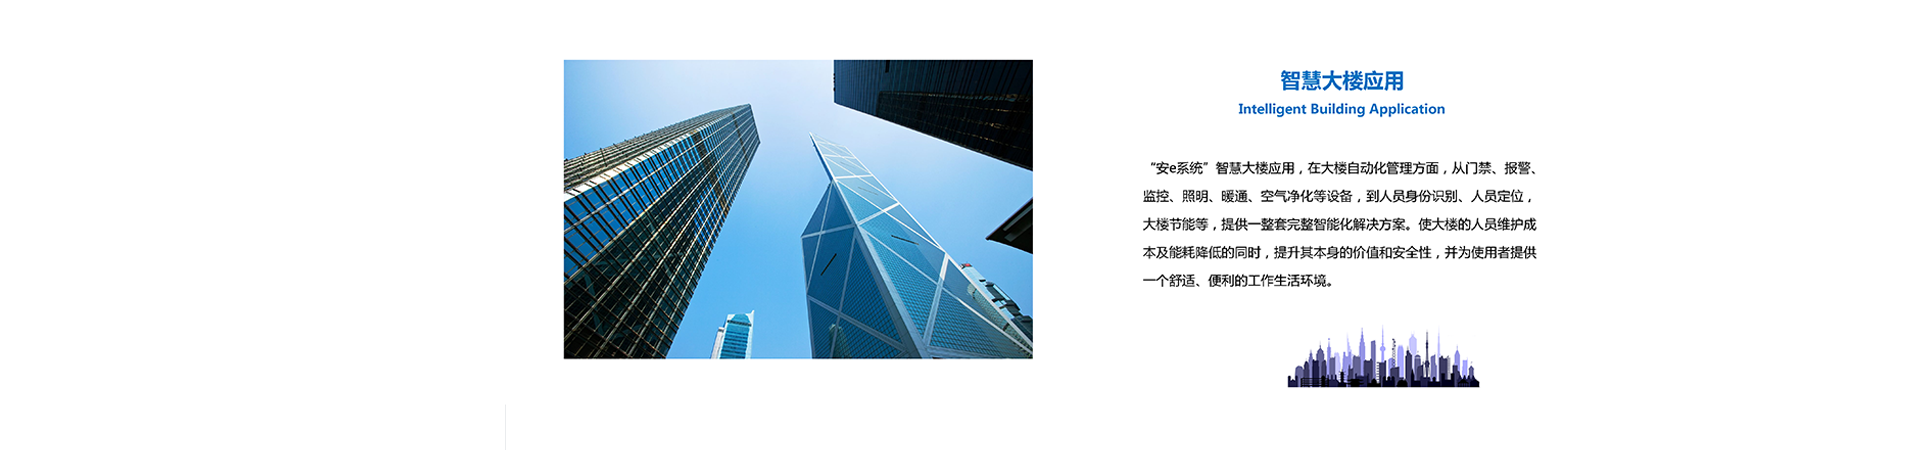 智慧大楼应用
Intelligent Building Application
“安e系统”智慧大楼应用，在大楼自动化管理方面，从门禁、报警、
监控、照明、暖通、空气净化等设备，到人员身份识别、人员定位，
大楼节能等，提供一整套完整智能化解决方案。使大楼的人员维护成
本及能耗降低的同时，提升其本身的价值和安全性，并为使用者提供
一个舒适、便利的工作生活环境。